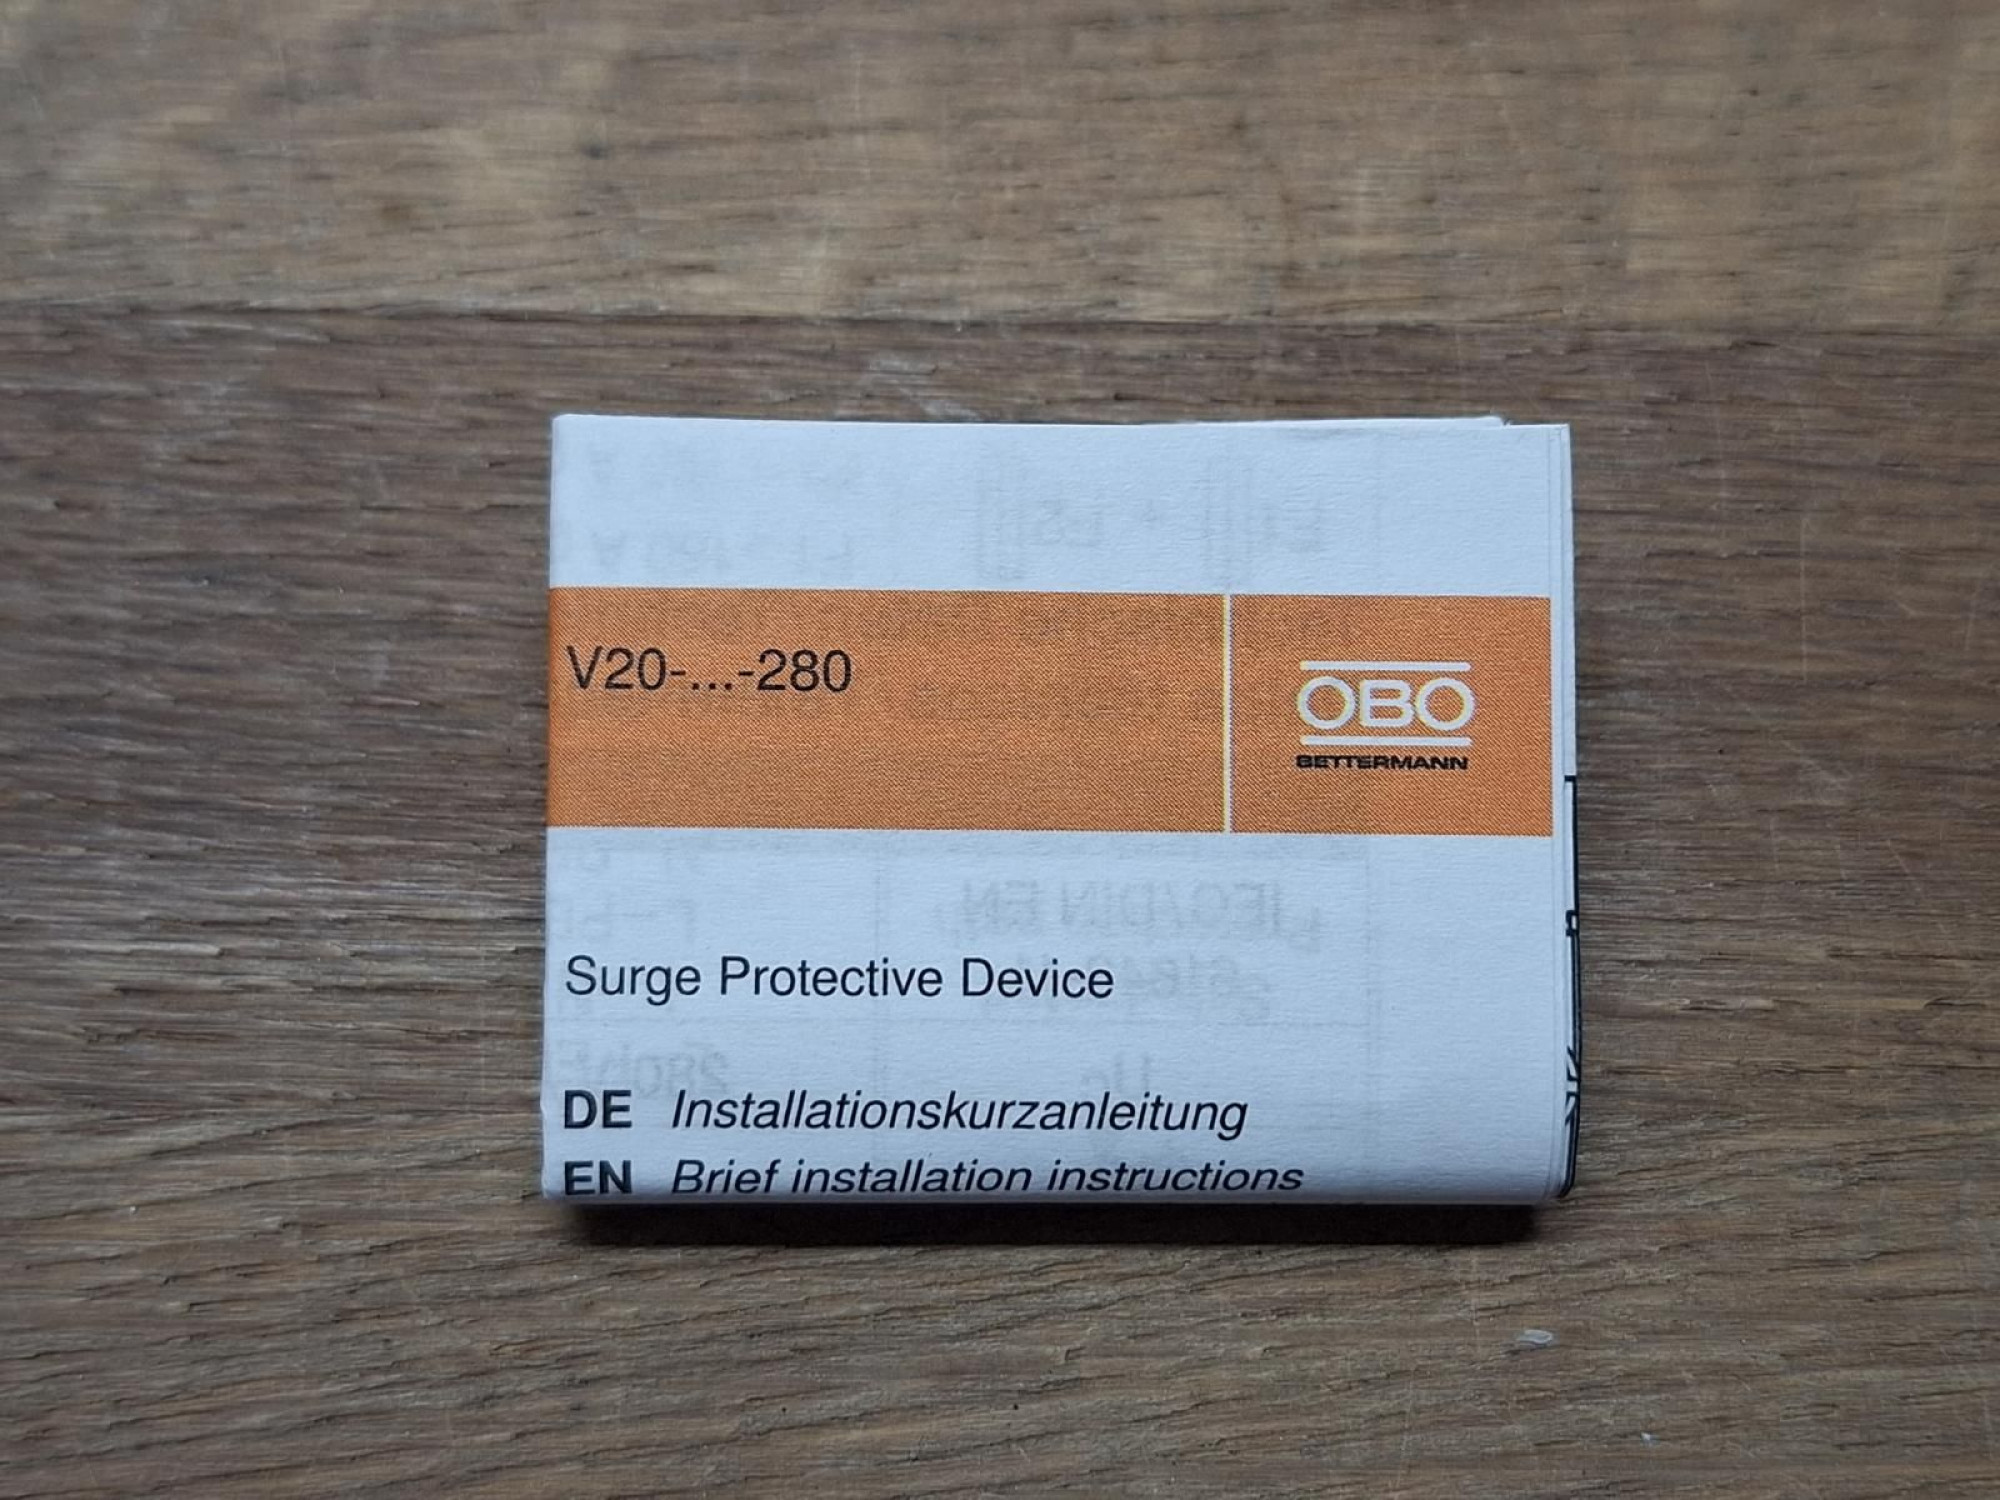 V20-...-280
OBO
BETTERMANN
Surge Protective Device
DE Installationskurzanleitung
EN Brief installation instructions